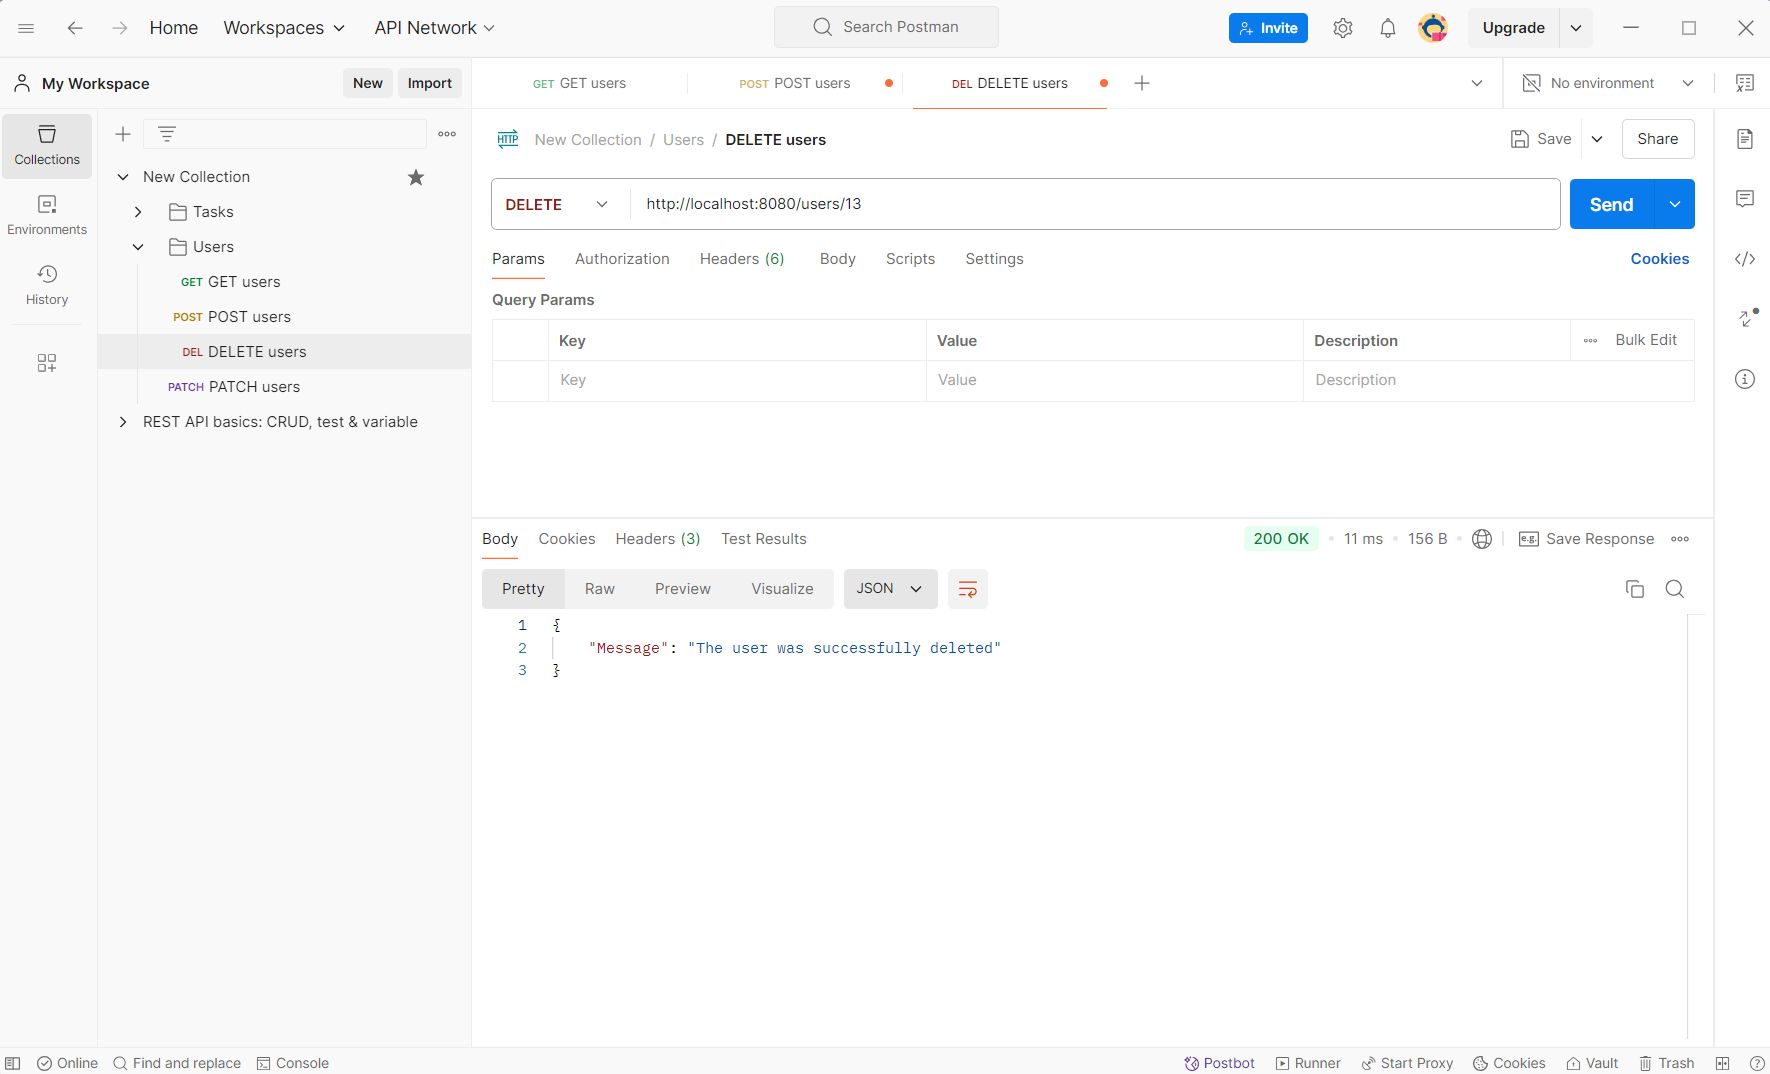 Home Workspaces API Network Search Postman Invite Upgrade
My Workspace New Import GET GET users POST POST users DEL DELETE users No environment
Collections
Environments
History
New Collection
Tasks
Users
GET GET users
POST POST users
DEL DELETE users
PATCH PATCH users
REST API basics: CRUD, test & variable
HTTP New Collection / Users / DELETE users Save Share
DELETE http://localhost:8080/users/13 Send
Params Authorization Headers (6) Body Scripts Settings Cookies
Query Params
Key Value Description Bulk Edit
Key Value Description
Body Cookies Headers (3) Test Results 200 OK 11 ms 156 B e.g. Save Response
Pretty Raw Preview Visualize JSON
1 {
2 "Message": "The user was successfully deleted"
3 }
Online Find and replace Console Postbot Runner Start Proxy Cookies Vault Trash